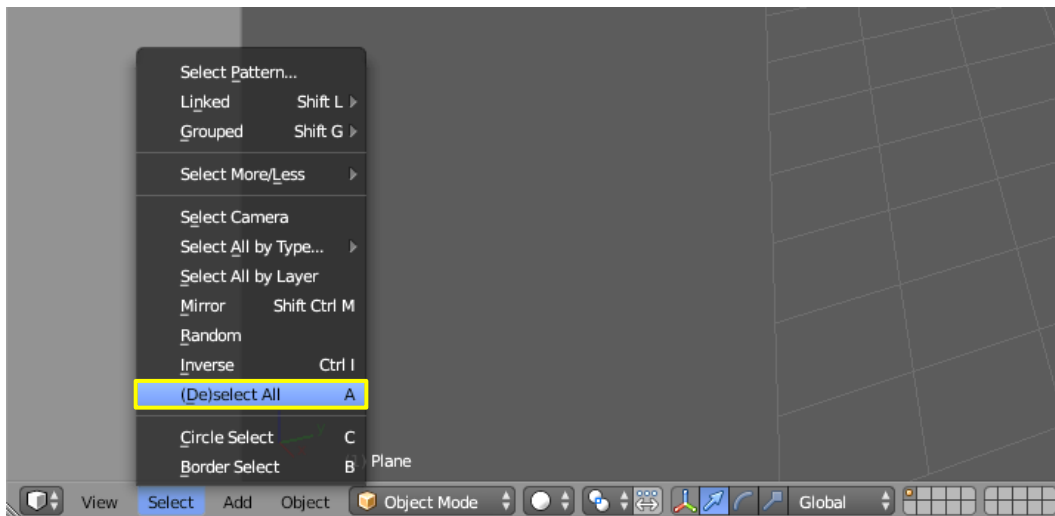 Select Pattern...
Linked Shift L
Grouped Shift G
Select More/Less
Select Camera
Select All by Type...
Select All by Layer
Mirror Shift Ctrl M
Random
Inverse Ctrl I
(De)select All A
Circle Select C
Border Select B
Plane
View Select Add Object Object Mode Global